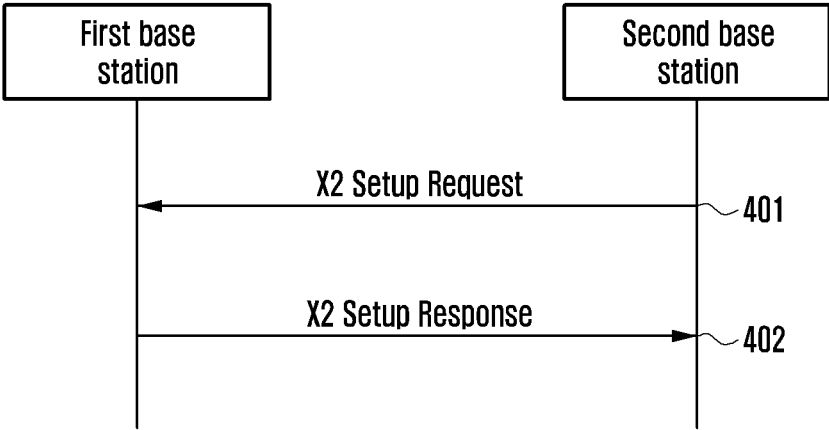 First base
station
Second base
station
X2 Setup Request
401
X2 Setup Response
402